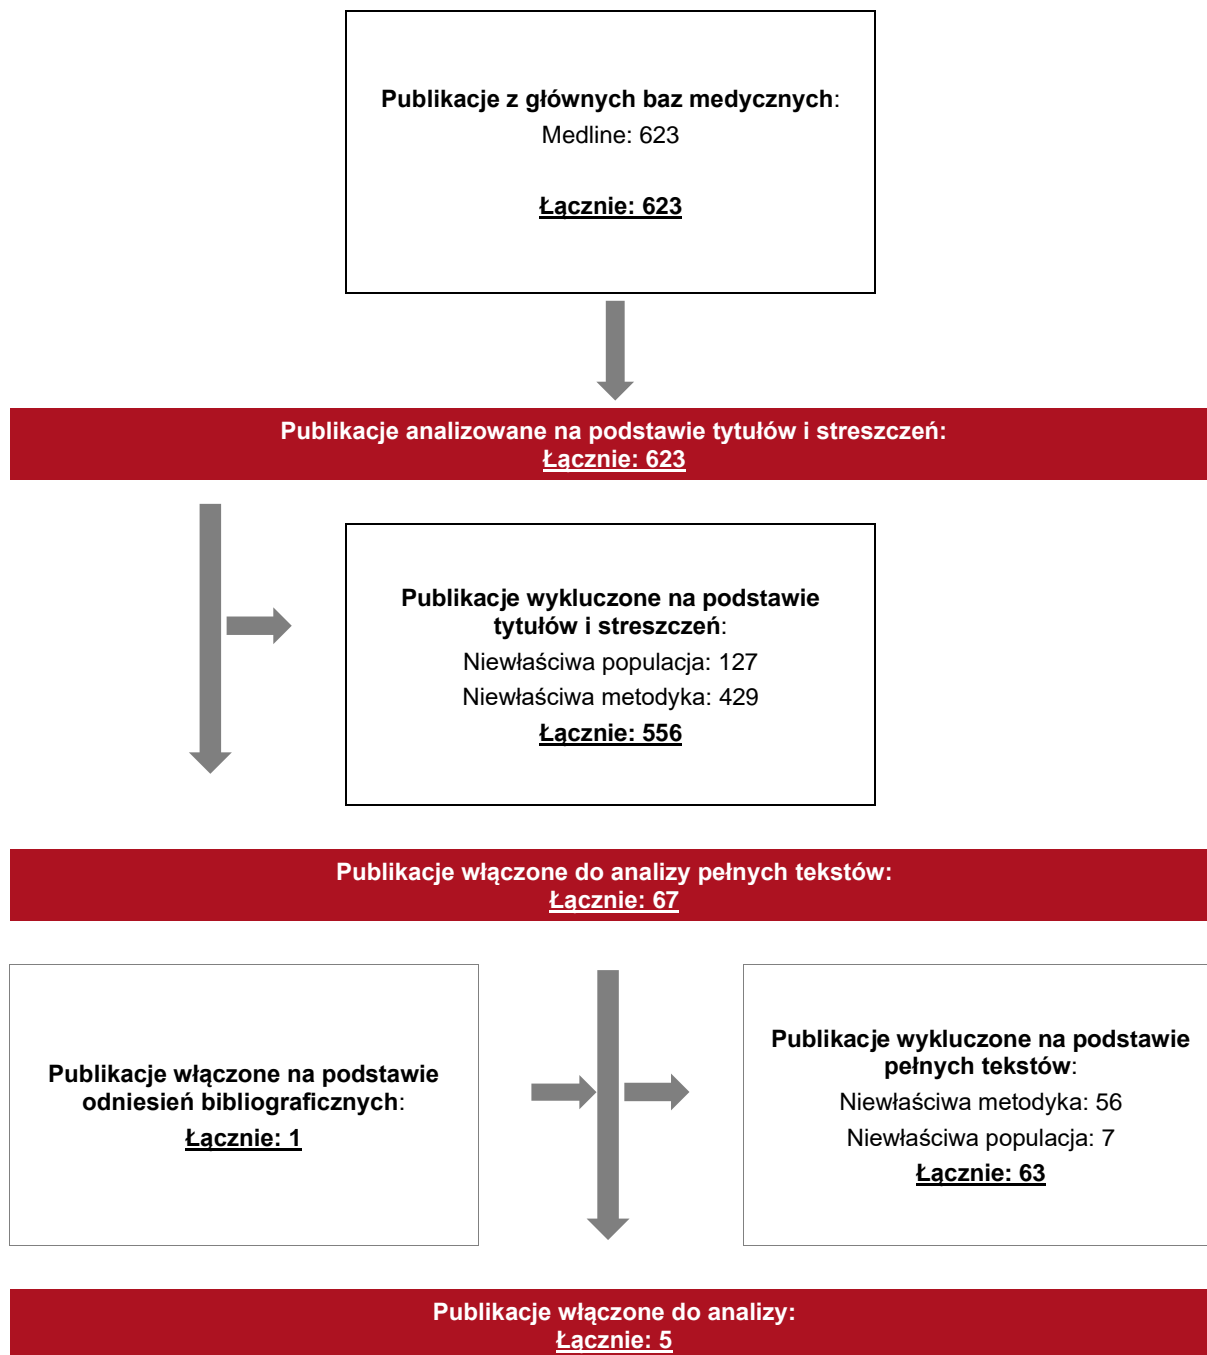 Publikacje z głównych baz medycznych:
Medline: 623
Łącznie: 623
Publikacje analizowane na podstawie tytułów i streszczeń:
Łącznie: 623
Publikacje wykluczone na podstawie
tytułów i streszczeń:
Niewłaściwa populacja: 127
Niewłaściwa metodyka: 429
Łącznie: 556
Publikacje włączone do analizy pełnych tekstów:
Łącznie: 67
Publikacje włączone na podstawie
odniesień bibliograficznych:
Łącznie: 1
Publikacje wykluczone na podstawie
pełnych tekstów:
Niewłaściwa metodyka: 56
Niewłaściwa populacja: 7
Łącznie: 63
Publikacje włączone do analizy:
Łącznie: 5